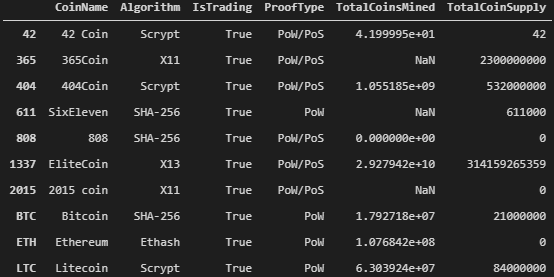 CoinName Algorithm IsTrading ProofType TotalCoinsMined TotalCoinSupply
42 42 Coin Scrypt True PoW/PoS 4.199995e+01 42
365 365Coin X11 True PoW/PoS NaN 2300000000
404 404Coin Scrypt True PoW/PoS 1.055185e+09 532000000
611 SixEleven SHA-256 True PoW NaN 611000
808 808 SHA-256 True PoW/PoS 0.000000e+00 0
1337 EliteCoin X13 True PoW/PoS 2.927942e+10 314159265359
2015 2015 coin X11 True PoW/PoS NaN 0
BTC Bitcoin SHA-256 True PoW 1.792718e+07 21000000
ETH Ethereum Ethash True PoW 1.076842e+08 0
LTC Litecoin Scrypt True PoW 6.303924e+07 84000000